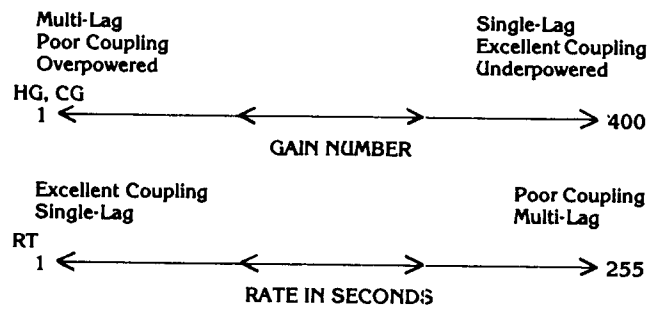 Multi-Lag
Poor Coupling
Overpowered
Single-Lag
Excellent Coupling
Underpowered
HG, CG
1
400
GAIN NUMBER
Excellent Coupling
Single-Lag
Poor Coupling
Multi-Lag
RT
1
255
RATE IN SECONDS